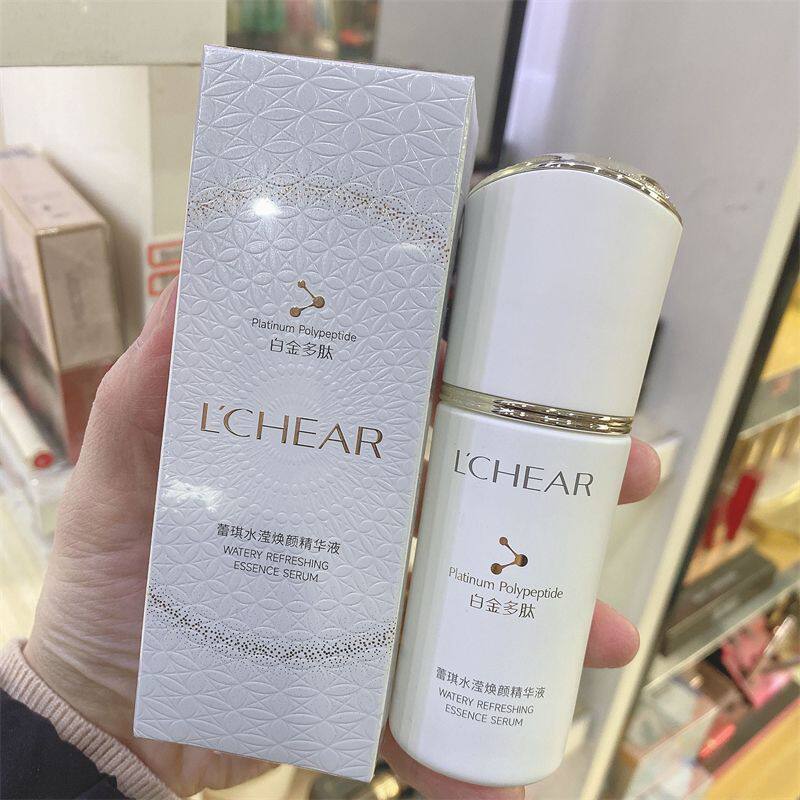 Platinum Polypeptide
白金多肽
L'CHEAR
蕾琪水滢焕颜精华液
WATERY REFRESHING
ESSENCE SERUM
L'CHEAR
Platinum Polypeptide
白金多肽
蕾琪水滢焕颜精华液
WATERY REFRESHING
ESSENCE SERUM